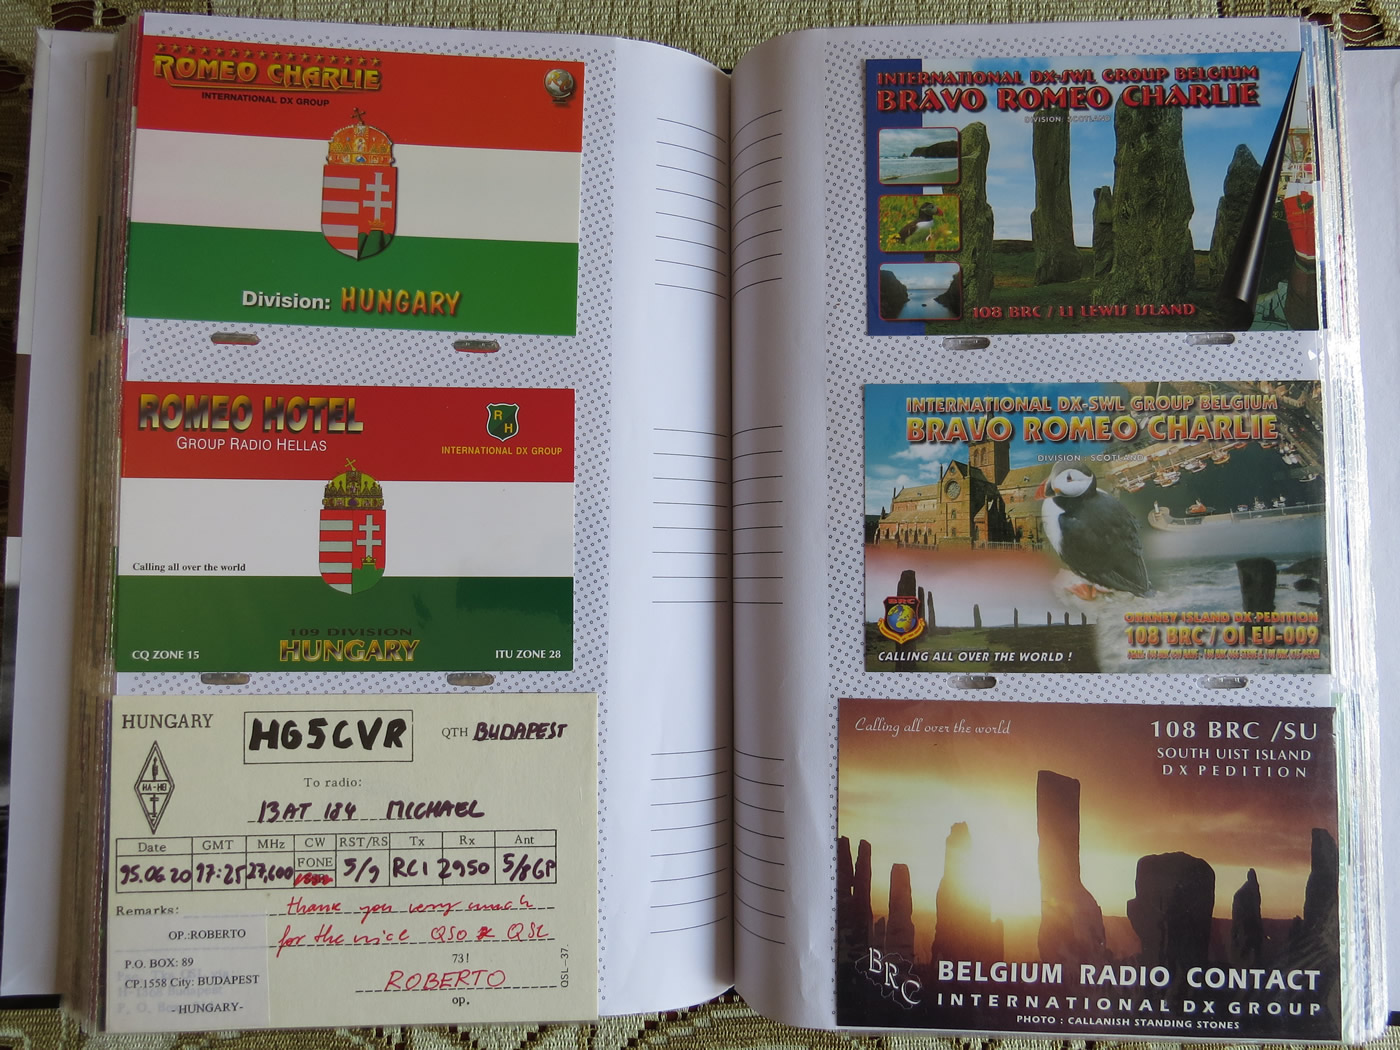 ROMEO CHARLIE
INTERNATIONAL DX GROUP
Division: HUNGARY
ROMEO HOTEL
GROUP RADIO HELLAS
R
H
INTERNATIONAL DX GROUP
Calling all over the world
109 DIVISION
HUNGARY
CQ ZONE 15
ITU ZONE 28
HUNGARY
HG5CVR
QTH BUDAPEST
HA-HG
To radio:
13AT 184 MICHAEL
Date GMT MHz CW RST/RS Tx Rx Ant
FONE
95.06.20 17:25 27,600 5/9 RCI 2950 5/8GP
Remarks: thank you very much
for the nice QSO & QSL
OP.:ROBERTO
73!
P.O. BOX: 89
CP.1558 City: BUDAPEST
-HUNGARY-
ROBERTO
op.
QSL-37.
INTERNATIONAL DX-SWL GROUP BELGIUM
BRAVO ROMEO CHARLIE
DIVISION: SCOTLAND
108 BRC / LI LEWIS ISLAND
INTERNATIONAL DX-SWL GROUP BELGIUM
BRAVO ROMEO CHARLIE
DIVISION: SCOTLAND
BRC
ORKNEY ISLAND DX PEDITION
108 BRC / OI EU-009
CALLING ALL OVER THE WORLD !
Calling all over the world
108 BRC /SU
SOUTH UIST ISLAND
DX PEDITION
BRC
BELGIUM RADIO CONTACT
INTERNATIONAL DX GROUP
PHOTO : CALLANISH STANDING STONES